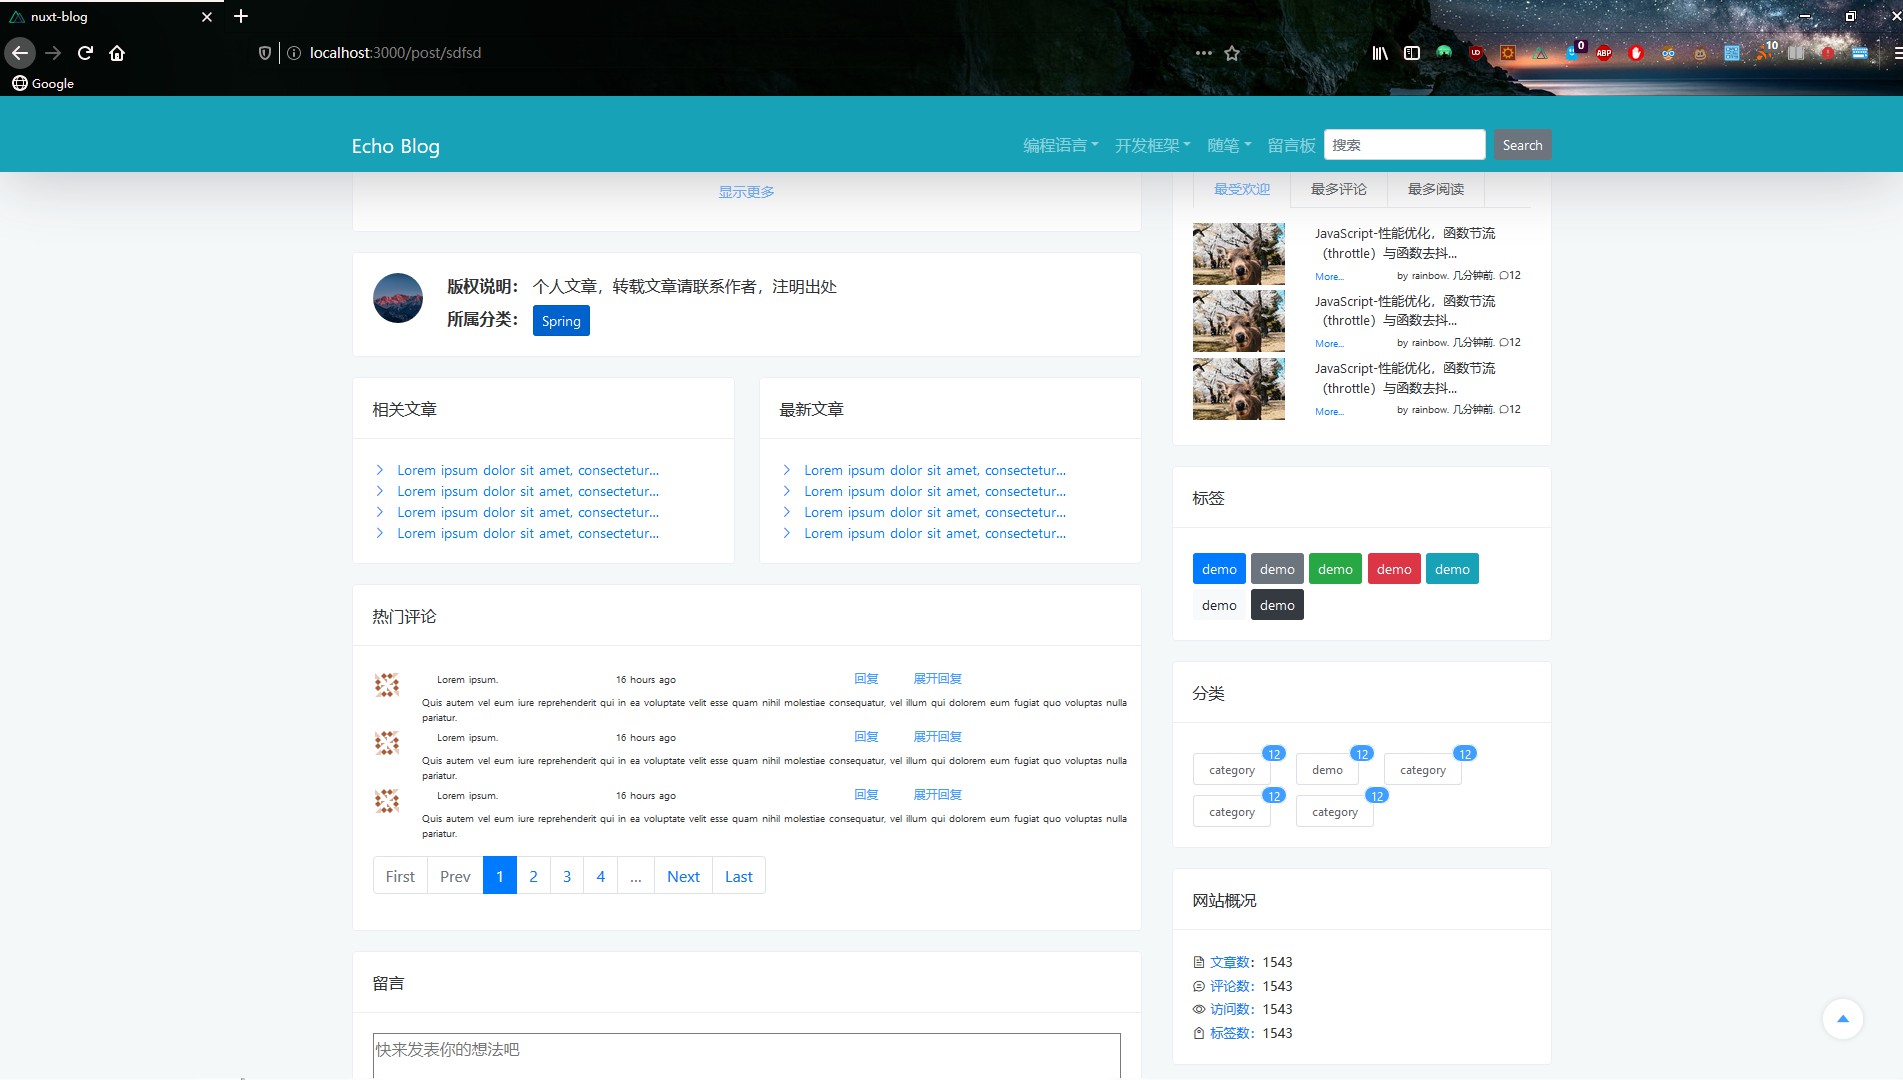 nuxt-blog
localhost:3000/post/sdfsd
0
ABP
10
Google
Echo Blog
编程语言
开发框架
随笔
留言板
搜索
Search
显示更多
版权说明： 个人文章，转载文章请联系作者，注明出处
所属分类： Spring
相关文章
Lorem ipsum dolor sit amet, consectetur...
Lorem ipsum dolor sit amet, consectetur...
Lorem ipsum dolor sit amet, consectetur...
Lorem ipsum dolor sit amet, consectetur...
最新文章
Lorem ipsum dolor sit amet, consectetur...
Lorem ipsum dolor sit amet, consectetur...
Lorem ipsum dolor sit amet, consectetur...
Lorem ipsum dolor sit amet, consectetur...
热门评论
Lorem ipsum. 16 hours ago 回复 展开回复
Quis autem vel eum iure reprehenderit qui in ea voluptate velit esse quam nihil molestiae consequatur, vel illum qui dolorem eum fugiat quo voluptas nulla
pariatur.
Lorem ipsum. 16 hours ago 回复 展开回复
Quis autem vel eum iure reprehenderit qui in ea voluptate velit esse quam nihil molestiae consequatur, vel illum qui dolorem eum fugiat quo voluptas nulla
pariatur.
Lorem ipsum. 16 hours ago 回复 展开回复
Quis autem vel eum iure reprehenderit qui in ea voluptate velit esse quam nihil molestiae consequatur, vel illum qui dolorem eum fugiat quo voluptas nulla
pariatur.
First Prev 1 2 3 4 ... Next Last
留言
快来发表你的想法吧
最受欢迎 最多评论 最多阅读
JavaScript-性能优化，函数节流
（throttle）与函数去抖...
More... by rainbow. 几分钟前. 12
JavaScript-性能优化，函数节流
（throttle）与函数去抖...
More... by rainbow. 几分钟前. 12
JavaScript-性能优化，函数节流
（throttle）与函数去抖...
More... by rainbow. 几分钟前. 12
标签
demo demo demo demo demo
demo demo
分类
category 12 demo 12 category 12
category 12 category 12
网站概况
文章数：1543
评论数：1543
访问数：1543
标签数：1543